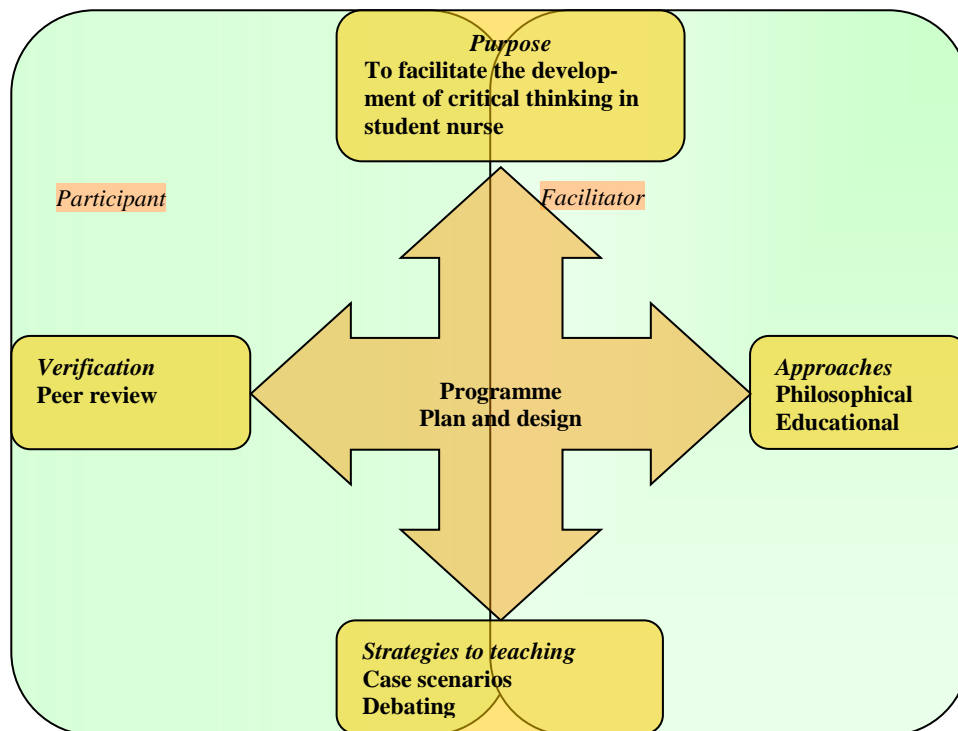 Purpose
To facilitate the develop-
ment of critical thinking in
student nurse
Participant
Facilitator
Verification
Peer review
Programme
Plan and design
Approaches
Philosophical
Educational
Strategies to teaching
Case scenarios
Debating